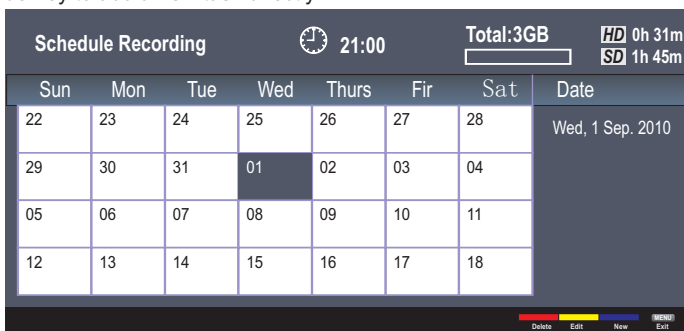 Schedule Recording 21:00 Total:3GB HD 0h 31m
SD 1h 45m
Sun Mon Tue Wed Thurs Fir Sat Date
22 23 24 25 26 27 28
Wed, 1 Sep. 2010
29 30 31 01 02 03 04
05 06 07 08 09 10 11
12 13 14 15 16 17 18
MENU
Delete Edit New Exit